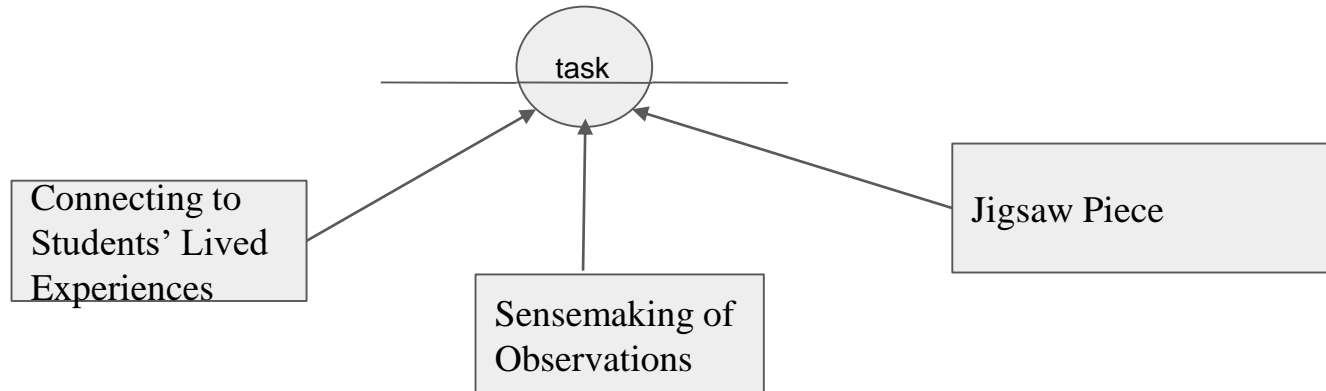 task
Connecting to
Students’ Lived
Experiences
Sensemaking of
Observations
Jigsaw Piece